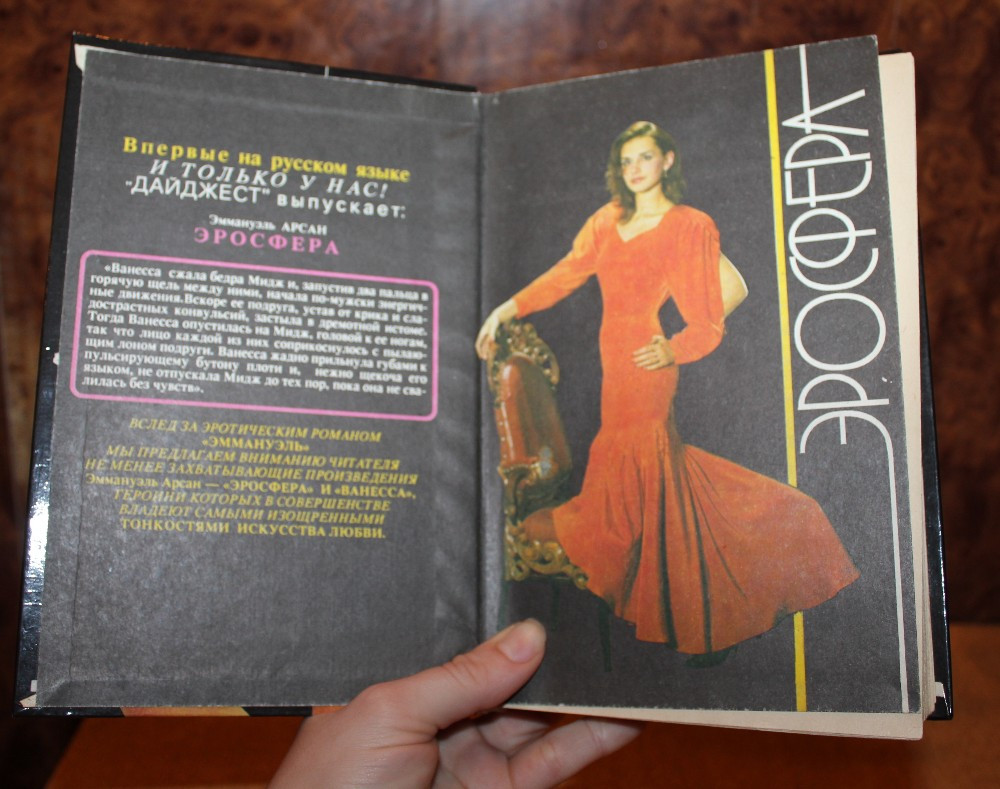 Впервые на русском языке
И ТОЛЬКО У НАС!
"ДАЙДЖЕСТ" выпускает:
Эммануэль АРСАН
ЭРОСФЕРА
«Ванесса сжала бедра Мидж и, запустив два пальца в
горячую щель между ними, начала по-мужски энергич-
ные движения.Вскоре ее подруга, устав от крика и сла-
дострастных конвульсий, застыла в дремотной истоме.
Тогда Ванесса опустилась на Мидж, головой к ее ногам,
так что лицо каждой из них соприкоснулось с пылаю-
щим лоном подруги. Ванесса жадно прильнула губами к
пульсирующему бутону плоти и, нежно щекоча его
языком, не отпускала Мидж до тех пор, пока она не сва-
лилась без чувств».
ВСЛЕД ЗА ЭРОТИЧЕСКИМ РОМАНОМ
«ЭММАНУЭЛЬ»
МЫ ПРЕДЛАГАЕМ ВНИМАНИЮ ЧИТАТЕЛЯ
НЕ МЕНЕЕ ЗАХВАТЫВАЮЩИЕ ПРОИЗВЕДЕНИЯ
Эммануэль Арсан — «ЭРОСФЕРА» И «ВАНЕССА»,
ГЕРОИНИ КОТОРЫХ В СОВЕРШЕНСТВЕ
ВЛАДЕЮТ САМЫМИ ИЗОЩРЕННЫМИ
ТОНКОСТЯМИ ИСКУССТВА ЛЮБВИ.
ЭРОСФЕРА